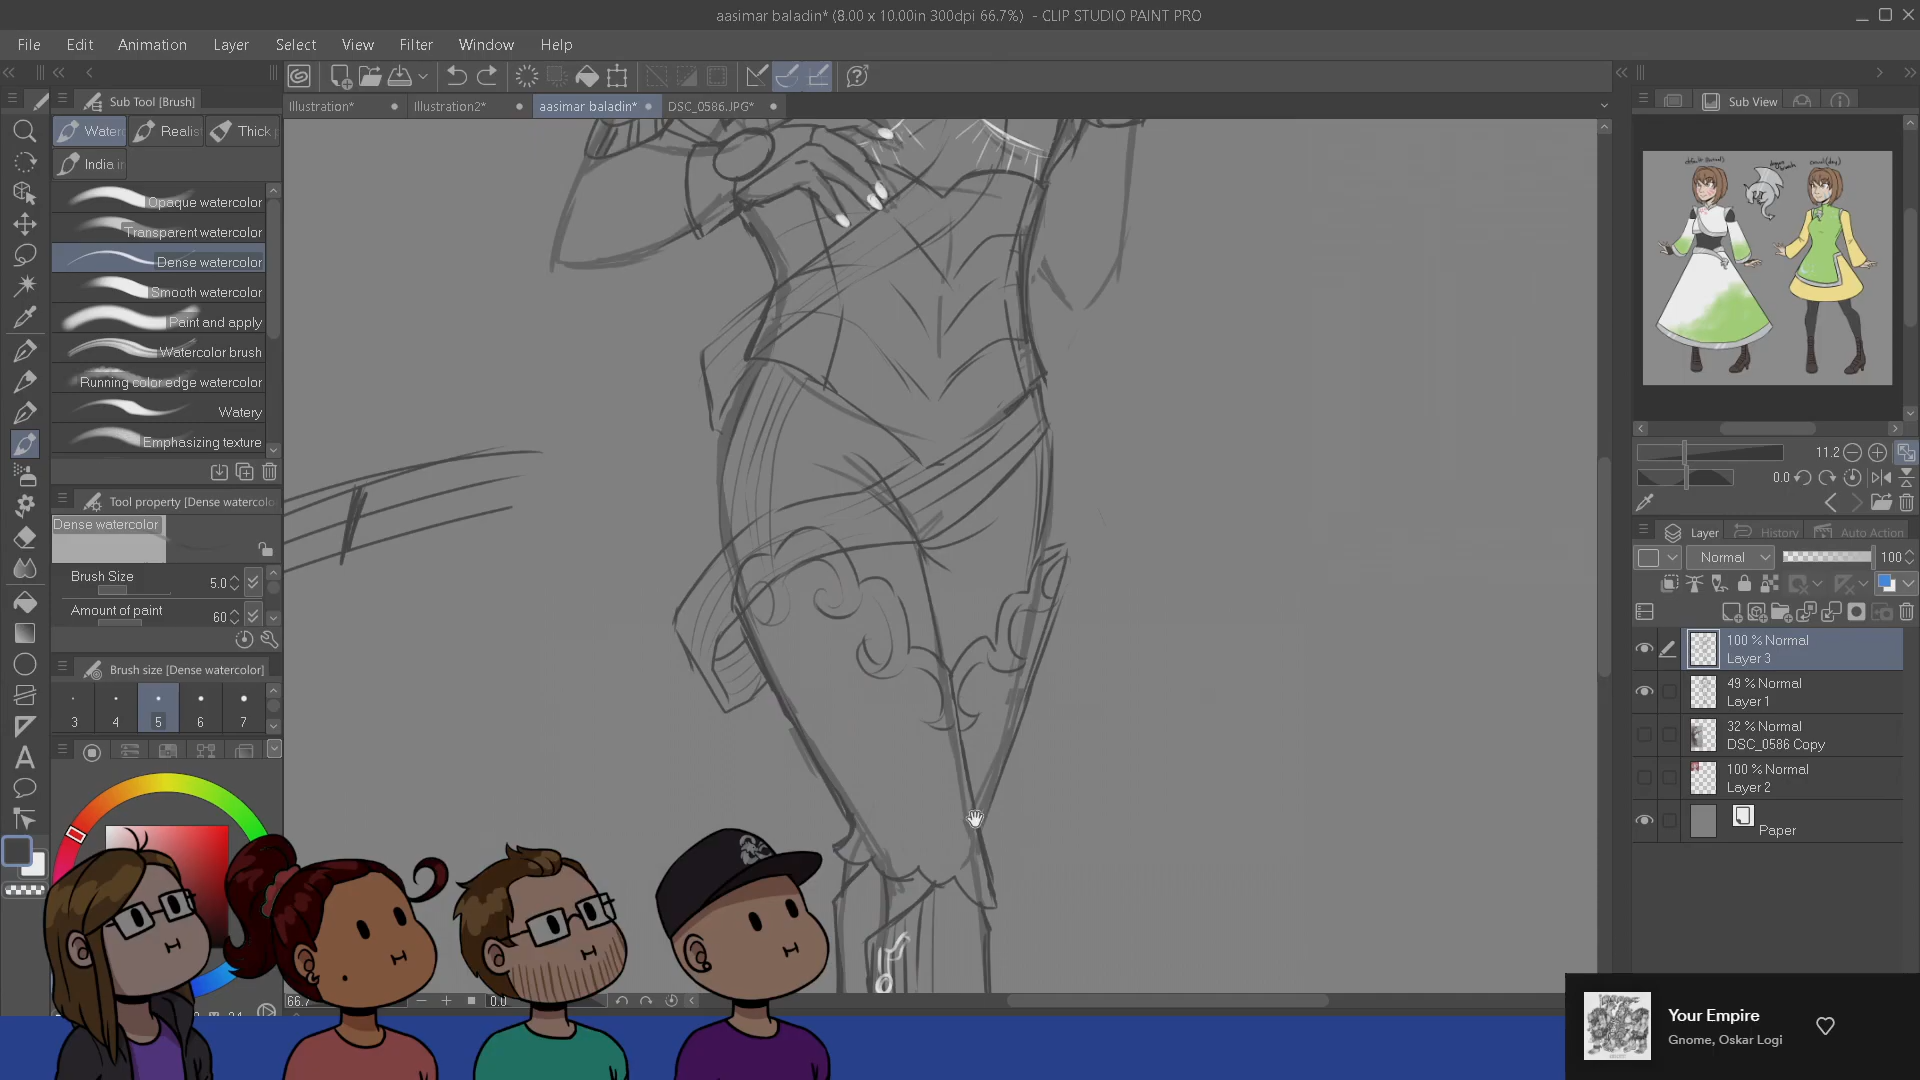 aasimar baladin* (8.00 x 10.00in 300dpi 66.7%) - CLIP STUDIO PAINT PRO
File Edit Animation Layer Select View Filter Window Help
Sub Tool [Brush]
Illustration*
Illustration2*
aasimar baladin*
DSC_0586.JPG*
Sub View
Water
Realis
Thick
India in
Opaque watercolor
Transparent watercolor
Dense watercolor
Smooth watercolor
Paint and apply
Watercolor brush
Running color edge watercolor
Watery
Emphasizing texture
Tool property [Dense watercolo
Dense watercolor
Brush Size 5.0
Amount of paint 60
Brush size [Dense watercolor]
3 4 5 6 7
66.7
0.0
11.2
0.0
Layer History Auto Action
Normal 100
100 % Normal
Layer 3
49 % Normal
Layer 1
32 % Normal
DSC_0586 Copy
100 % Normal
Layer 2
Paper
Your Empire
Gnome, Oskar Logi